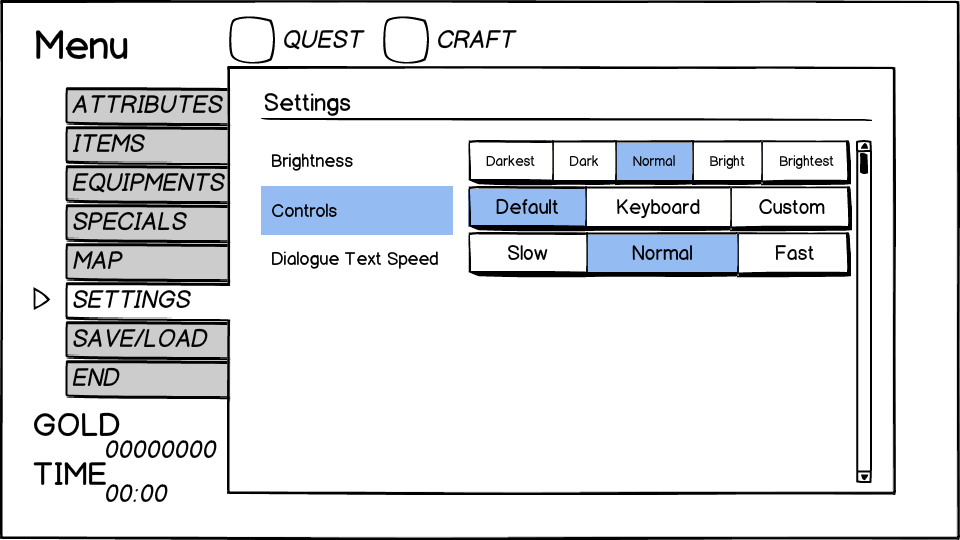 Menu
QUEST CRAFT
ATTRIBUTES
ITEMS
EQUIPMENTS
SPECIALS
MAP
SETTINGS
SAVE/LOAD
END
GOLD
00000000
TIME
00:00
Settings
Brightness Darkest Dark Normal Bright Brightest
Controls Default Keyboard Custom
Dialogue Text Speed Slow Normal Fast